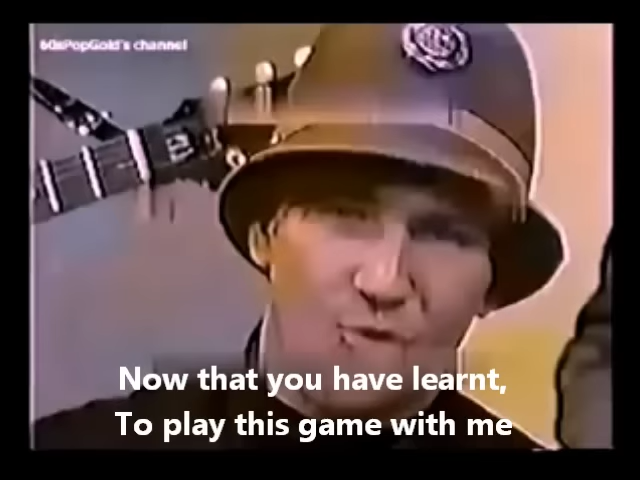 60sPopGold's channel
Now that you have learnt,
To play this game with me